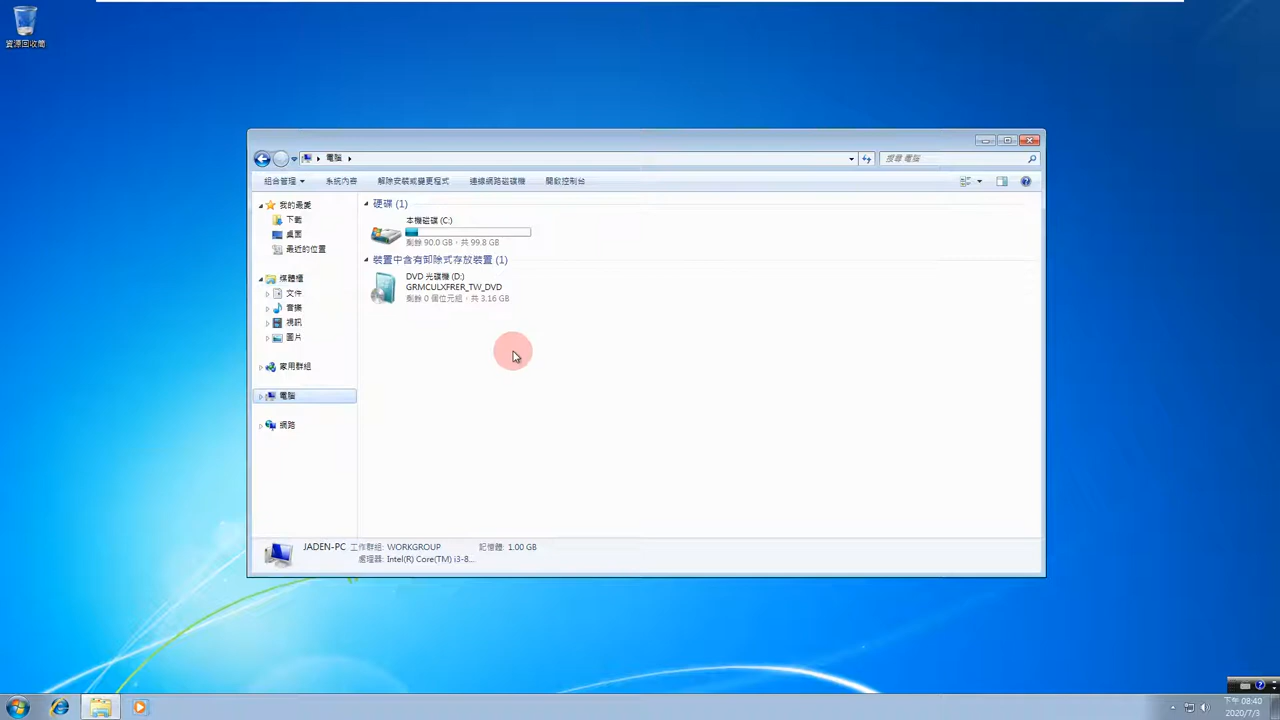 資源回收筒
電腦
搜尋 電腦
組合管理
系統內容
解除安裝或變更程式
連線網路磁碟機
開啟控制台
我的最愛
下載
桌面
最近的位置
媒體櫃
文件
音樂
視訊
圖片
家用群組
電腦
網路
硬碟 (1)
本機磁碟 (C:)
剩餘 90.0 GB，共 99.8 GB
裝置中含有卸除式存放裝置 (1)
DVD 光碟機 (D:)
GRMCULXFRER_TW_DVD
剩餘 0 個位元組，共 3.16 GB
JADEN-PC 工作群組: WORKGROUP 記憶體: 1.00 GB
處理器: Intel(R) Core(TM) i3-8...
下午 08:40
2020/7/3